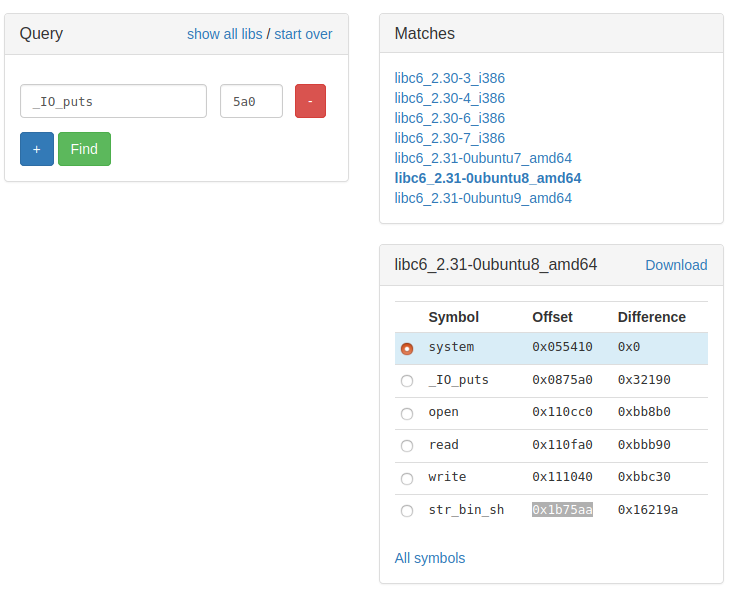 Query show all libs / start over
_IO_puts 5a0 -
+ Find
Matches
libc6_2.30-3_i386
libc6_2.30-4_i386
libc6_2.30-6_i386
libc6_2.30-7_i386
libc6_2.31-0ubuntu7_amd64
libc6_2.31-0ubuntu8_amd64
libc6_2.31-0ubuntu9_amd64
libc6_2.31-0ubuntu8_amd64 Download
Symbol Offset Difference
system 0x055410 0x0
_IO_puts 0x0875a0 0x32190
open 0x110cc0 0xbb8b0
read 0x110fa0 0xbbb90
write 0x111040 0xbbc30
str_bin_sh 0x1b75aa 0x16219a
All symbols